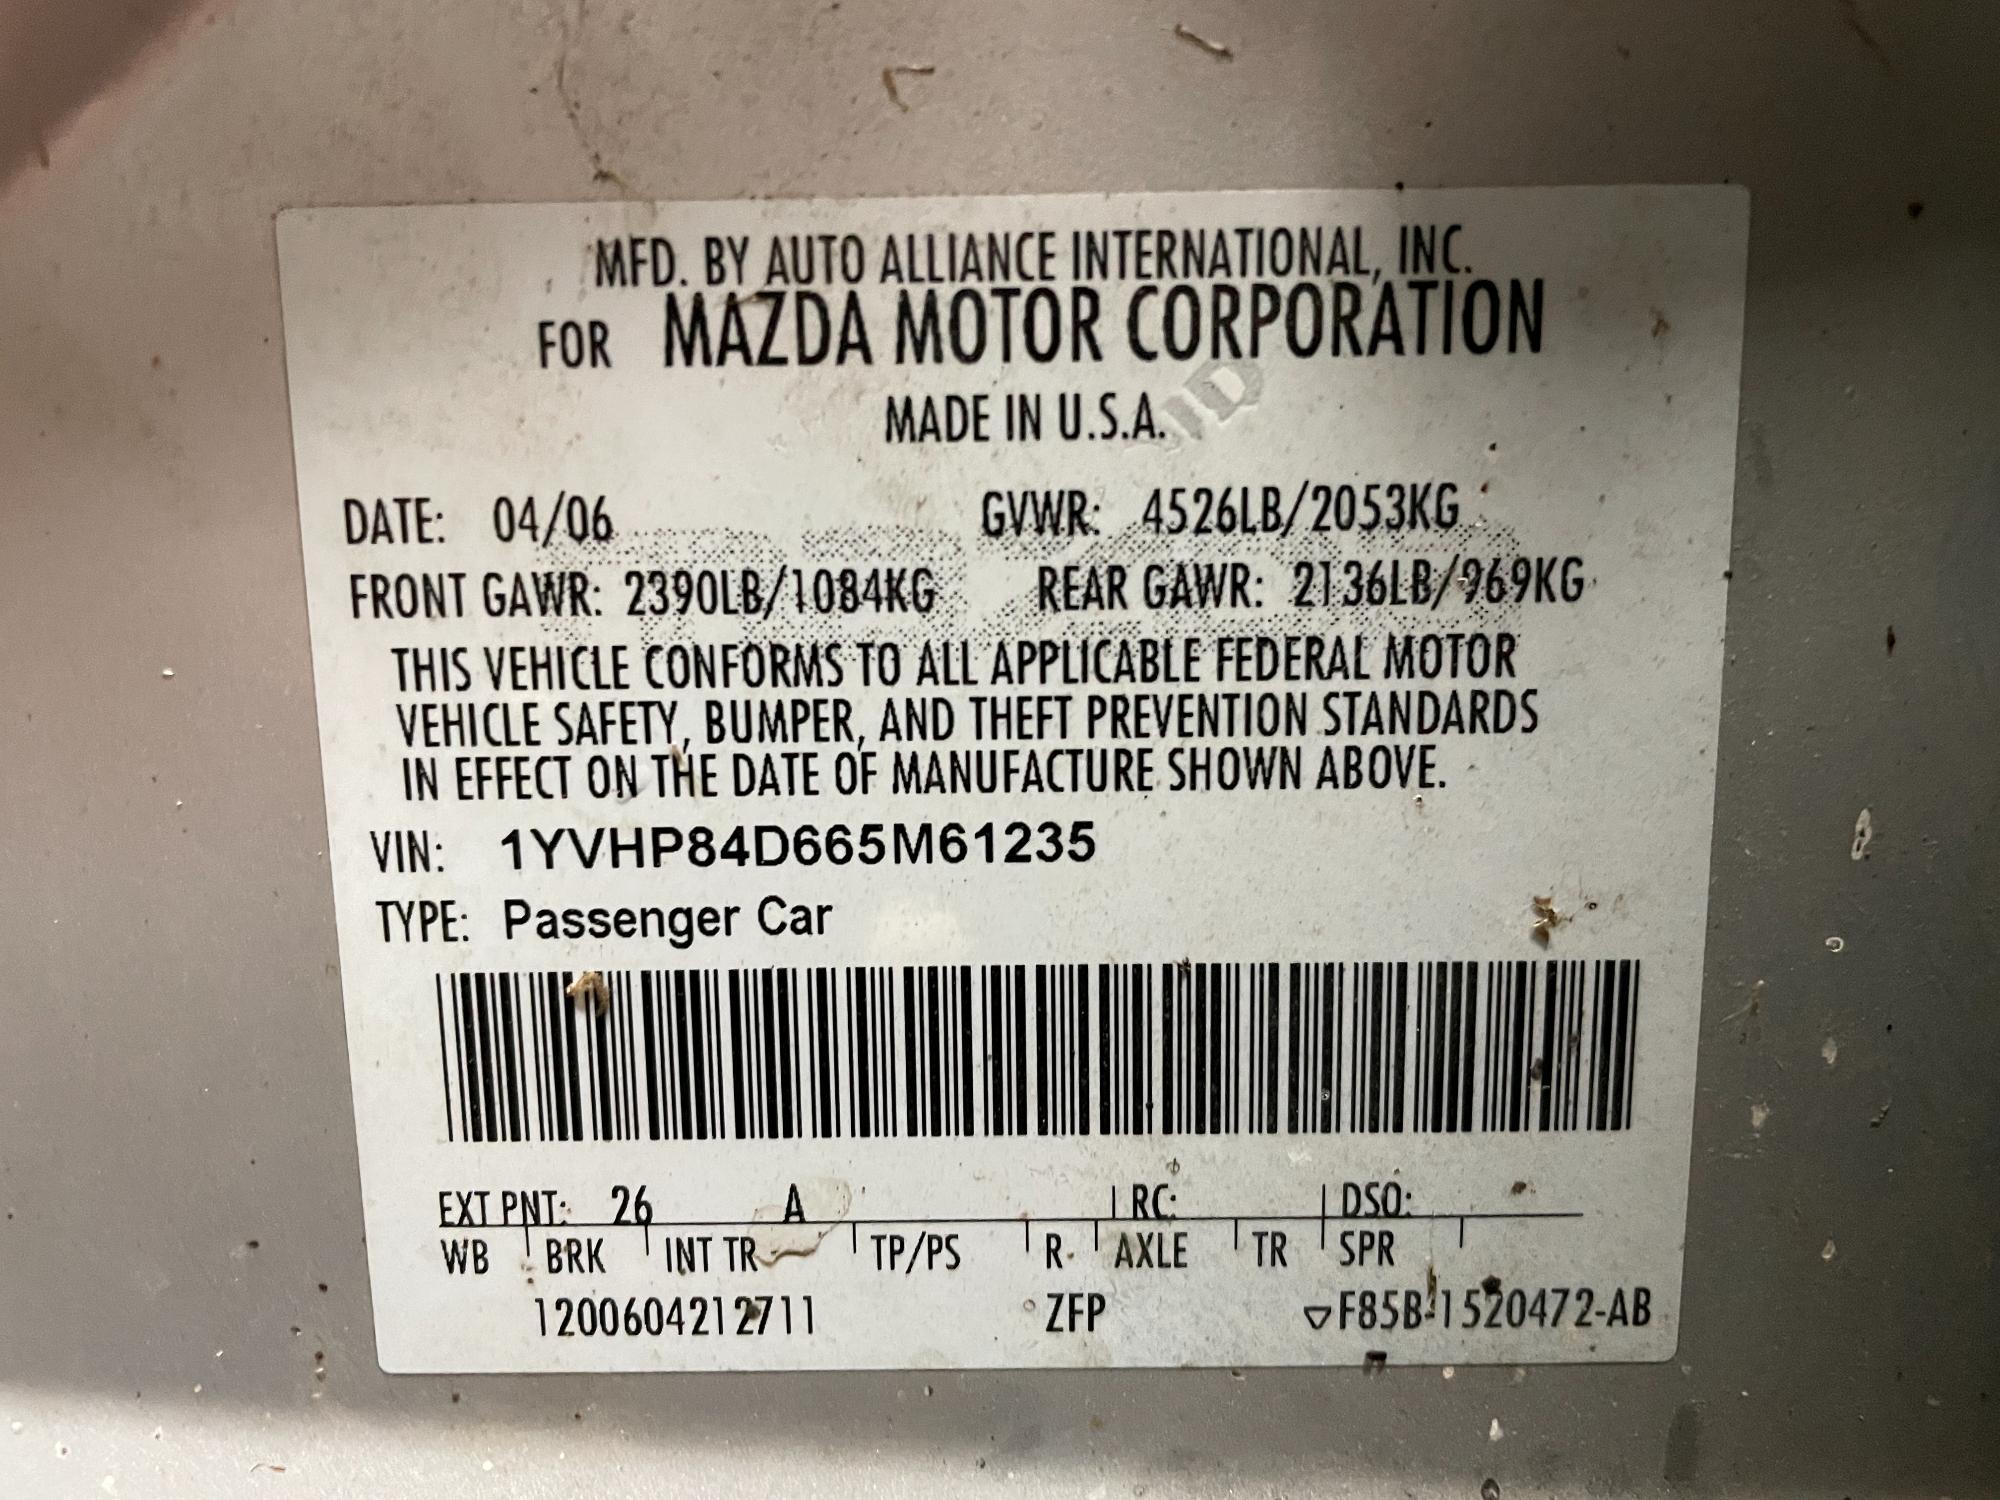 MFD. BY AUTO ALLIANCE INTERNATIONAL, INC.
FOR MAZDA MOTOR CORPORATION
MADE IN U.S.A.
DATE: 04/06 GVWR: 4526LB/2053KG
FRONT GAWR: 2390LB/1084KG REAR GAWR: 2136LB/969KG
THIS VEHICLE CONFORMS TO ALL APPLICABLE FEDERAL MOTOR
VEHICLE SAFETY, BUMPER, AND THEFT PREVENTION STANDARDS
IN EFFECT ON THE DATE OF MANUFACTURE SHOWN ABOVE.
VIN: 1YVHP84D665M61235
TYPE: Passenger Car
EXT PNT: 26 A RC: DSO:
WB BRK INT TR TP/PS R AXLE TR SPR
1200604212711 ZFP F85B-1520472-AB